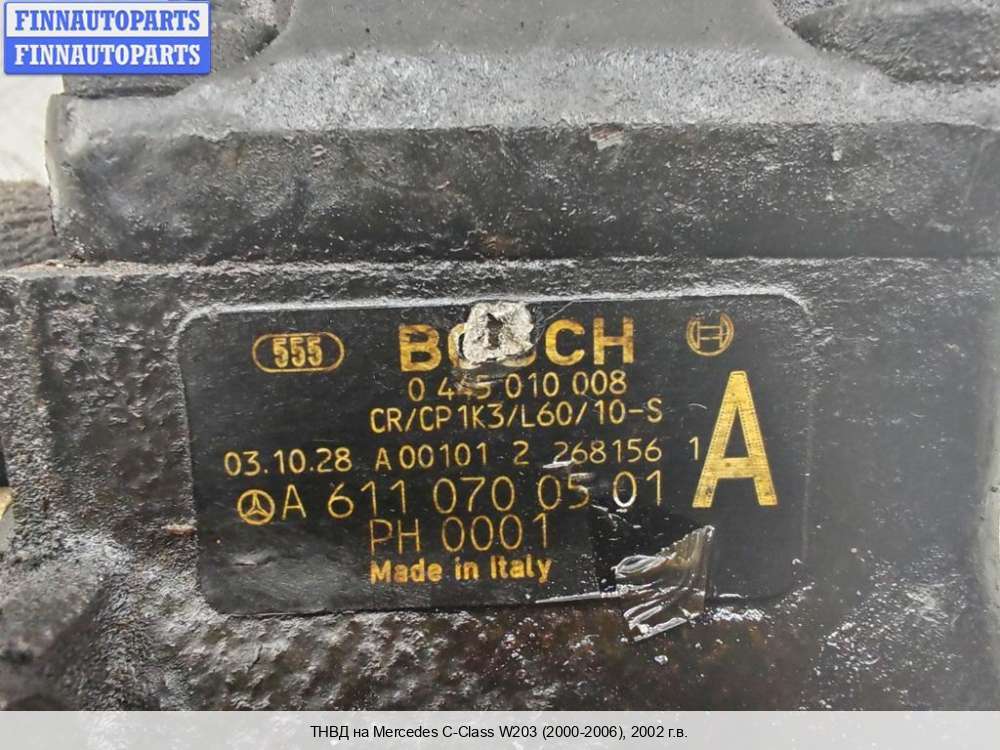 FINNAUTOPARTS
FINNAUTOPARTS
555 BOSCH
0 445 010 008
CR/CP1K3/L60/10-S
03.10.28 A00101 2 268156 1
A
A 611 070 05 01
PH 0001
Made in Italy
ТНВД на Mercedes C-Class W203 (2000-2006), 2002 г.в.